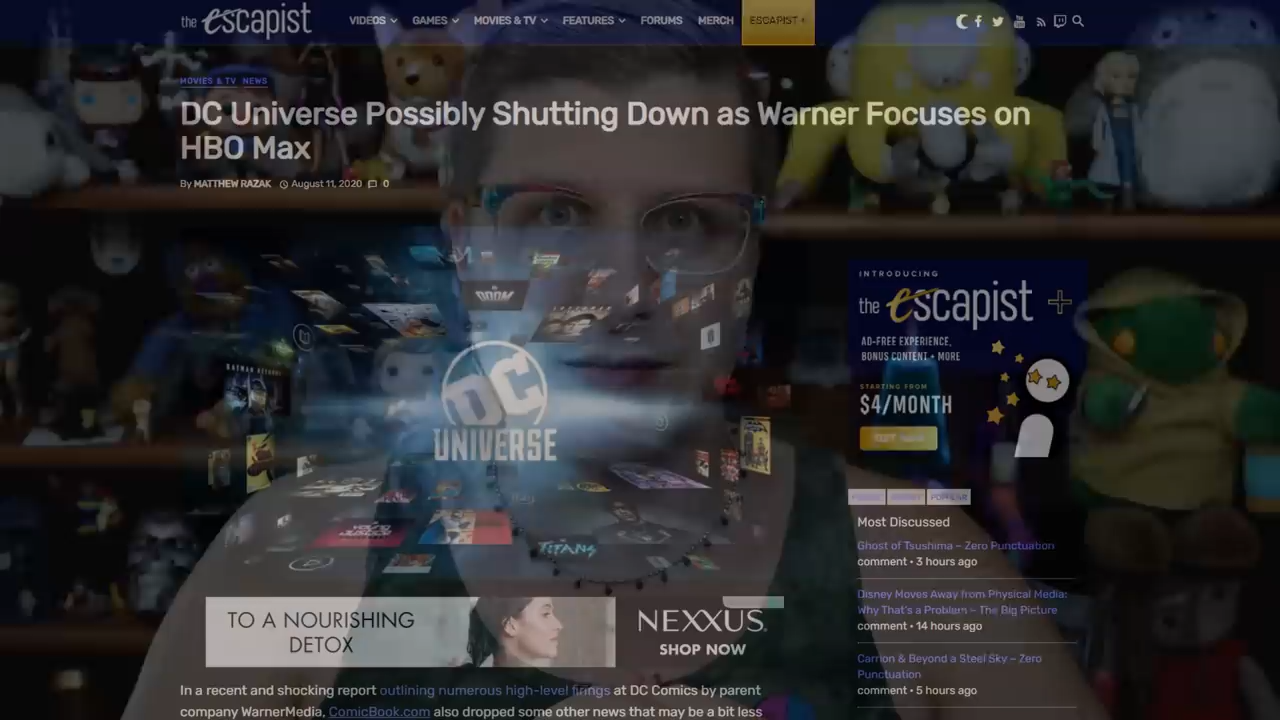 the escapist
VIDEOS GAMES MOVIES & TV FEATURES FORUMS MERCH ESCAPIST +
MOVIES & TV NEWS
DC Universe Possibly Shutting Down as Warner Focuses on
HBO Max
By MATTHEW RAZAK August 11, 2020 0
DOOM
BATMAN BEYOND
DC
UNIVERSE
TITANS
TO A NOURISHING
DETOX
NEXXUS
SHOP NOW
In a recent and shocking report outlining numerous high-level firings at DC Comics by parent
company WarnerMedia, ComicBook.com also dropped some other news that may be a bit less
INTRODUCING
the escapist +
AD-FREE EXPERIENCE,
BONUS CONTENT + MORE
STARTING FROM
$4/MONTH
POPULAR
Most Discussed
Ghost of Tsushima – Zero Punctuation
comment • 3 hours ago
Disney Moves Away from Physical Media:
Why That's a Problem – The Big Picture
comment • 14 hours ago
Carrion & Beyond a Steel Sky – Zero
Punctuation
comment • 5 hours ago